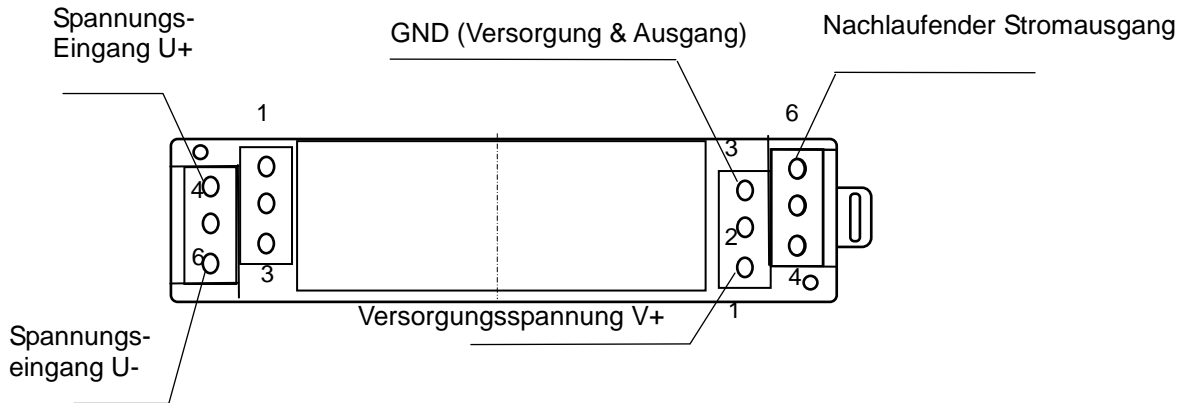 Spannungs-
Eingang U+
GND (Versorgung & Ausgang)
Nachlaufender Stromausgang
1
6
3
4
2
6
3
4
Versorgungsspannung V+
1
Spannungs-
eingang U-